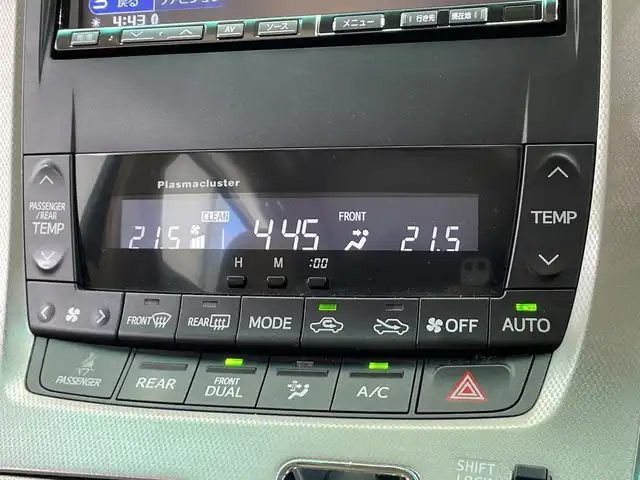 戻る
4:43
AV
ソース
メニュー
行き先
現在地
Plasmacluster
PASSENGER
/REAR
TEMP
CLEAN
FRONT
TEMP
21.5
4:45
21.5
H
M
:00
FRONT
REAR
MODE
OFF
AUTO
PASSENGER
REAR
FRONT
DUAL
A/C
SHIFT
LOCK